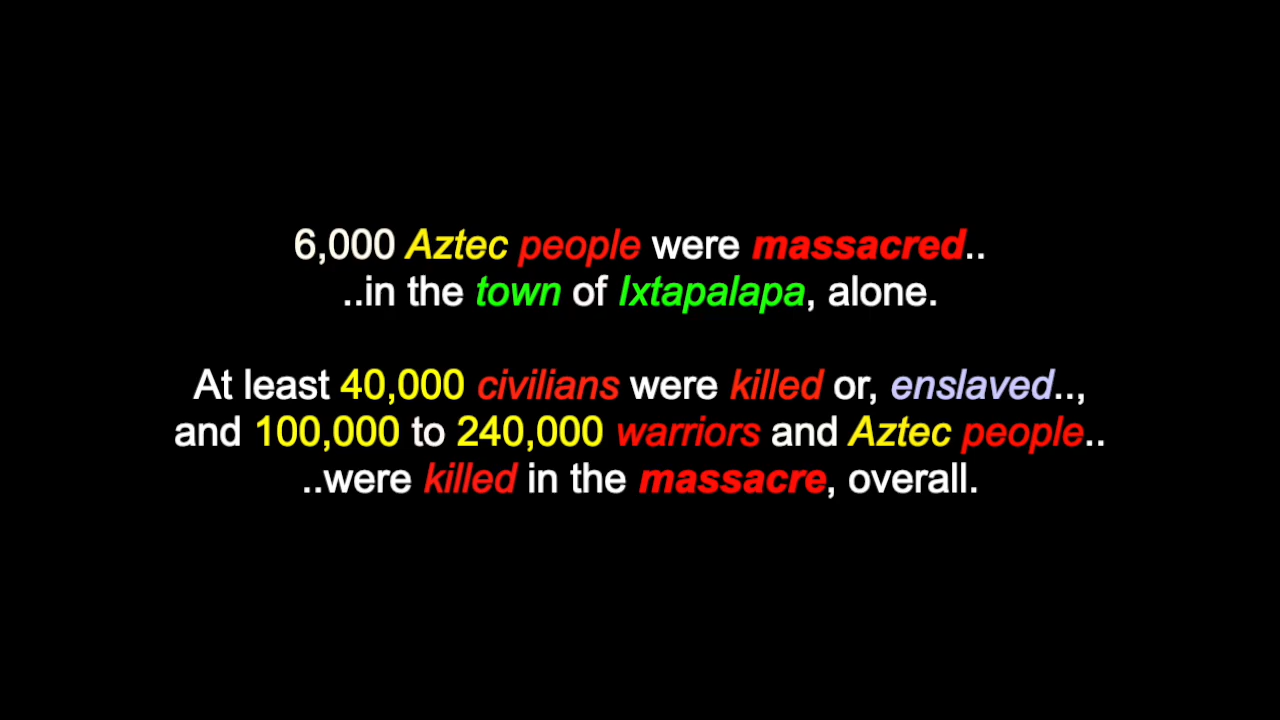 6,000 Aztec people were massacred..
..in the town of Ixtapalapa, alone.
At least 40,000 civilians were killed or, enslaved..,
and 100,000 to 240,000 warriors and Aztec people..
..were killed in the massacre, overall.